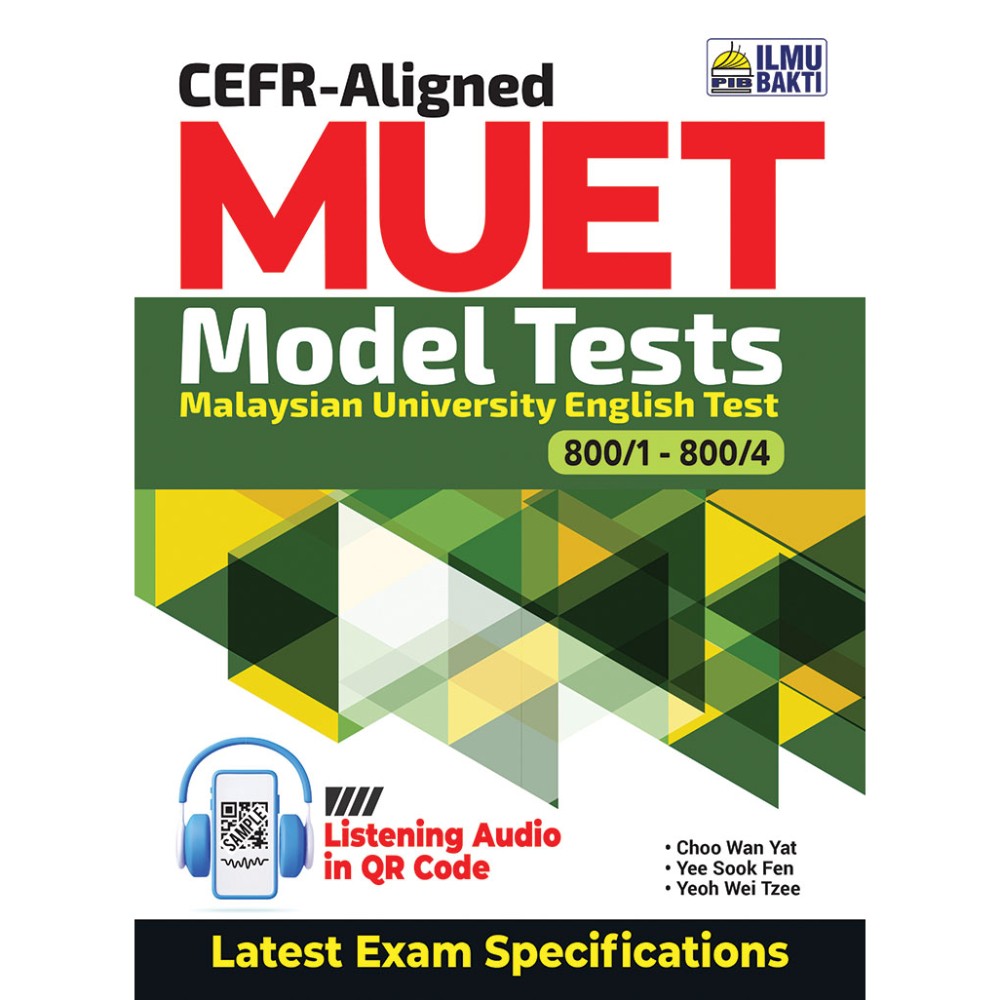 PIB
ILMU
BAKTI
CEFR-Aligned
MUET
Model Tests
Malaysian University English Test
800/1 - 800/4
SAMPLE
Listening Audio
in QR Code
• Choo Wan Yat
• Yee Sook Fen
• Yeoh Wei Tzee
Latest Exam Specifications